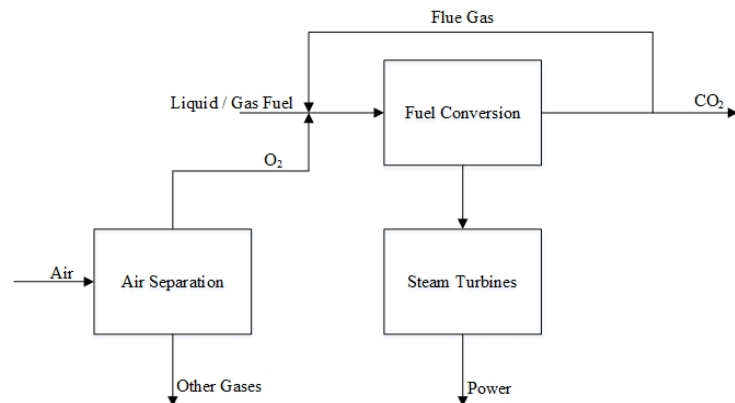 Flue Gas
Liquid / Gas Fuel
Fuel Conversion
CO₂
O₂
Air
Air Separation
Steam Turbines
Other Gases
Power